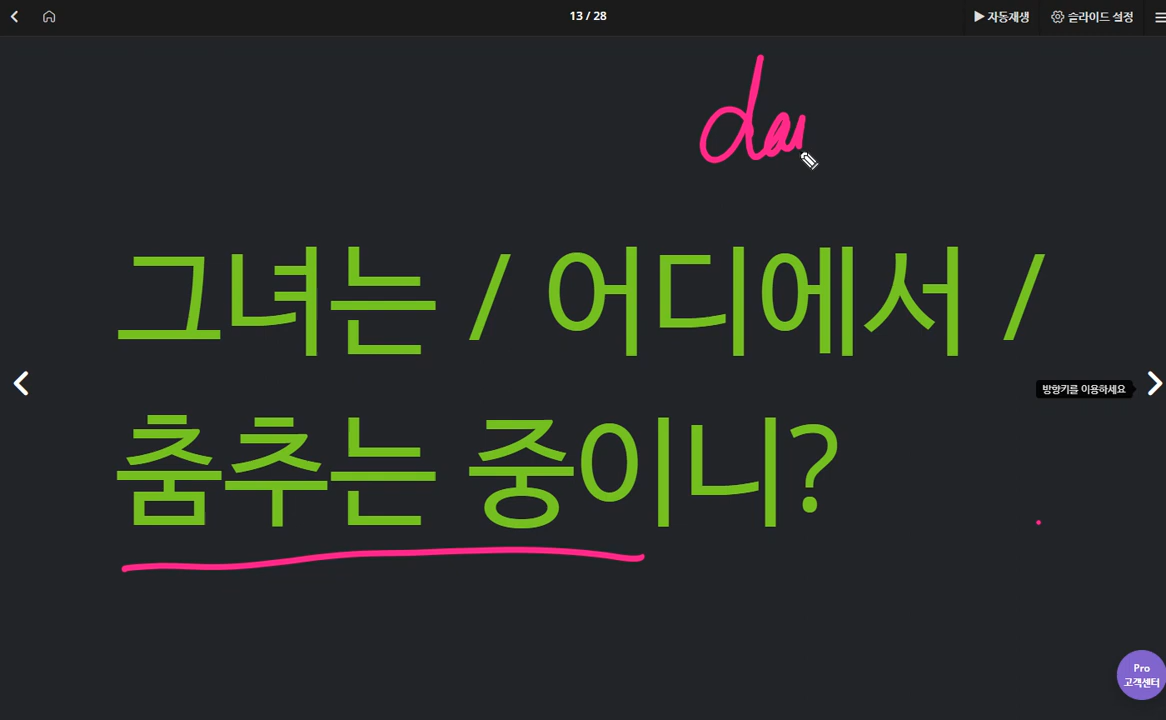 13 / 28
▶ 자동재생
슬라이드 설정
da
그녀는 / 어디에서 /
방향키를 이용하세요
춤추는 중이니?
Pro
고객센터